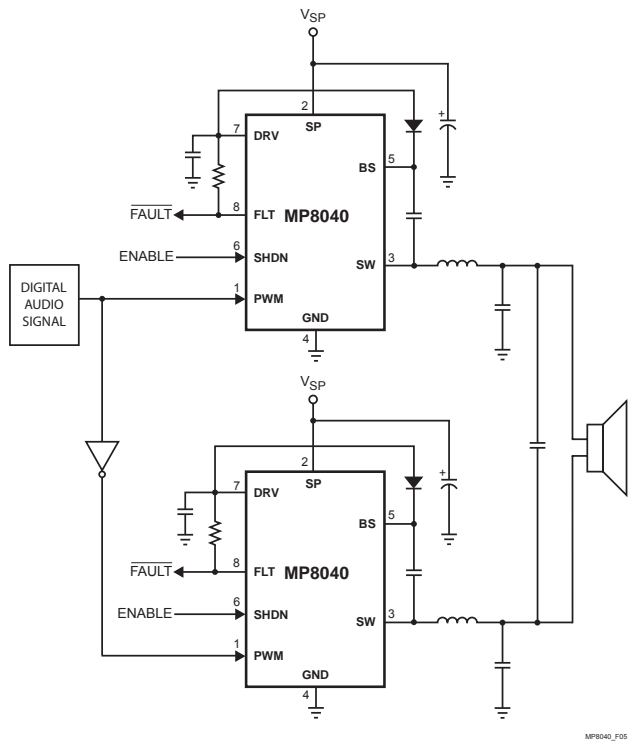 VSP
2
SP
7
DRV
5
BS
FAULT
8
FLT
MP8040
ENABLE
6
SHDN
3
SW
DIGITAL
AUDIO
SIGNAL
1
PWM
GND
4
+
VSP
2
SP
7
DRV
5
BS
FAULT
8
FLT
MP8040
ENABLE
6
SHDN
3
SW
1
PWM
GND
4
+
MP8040_F05